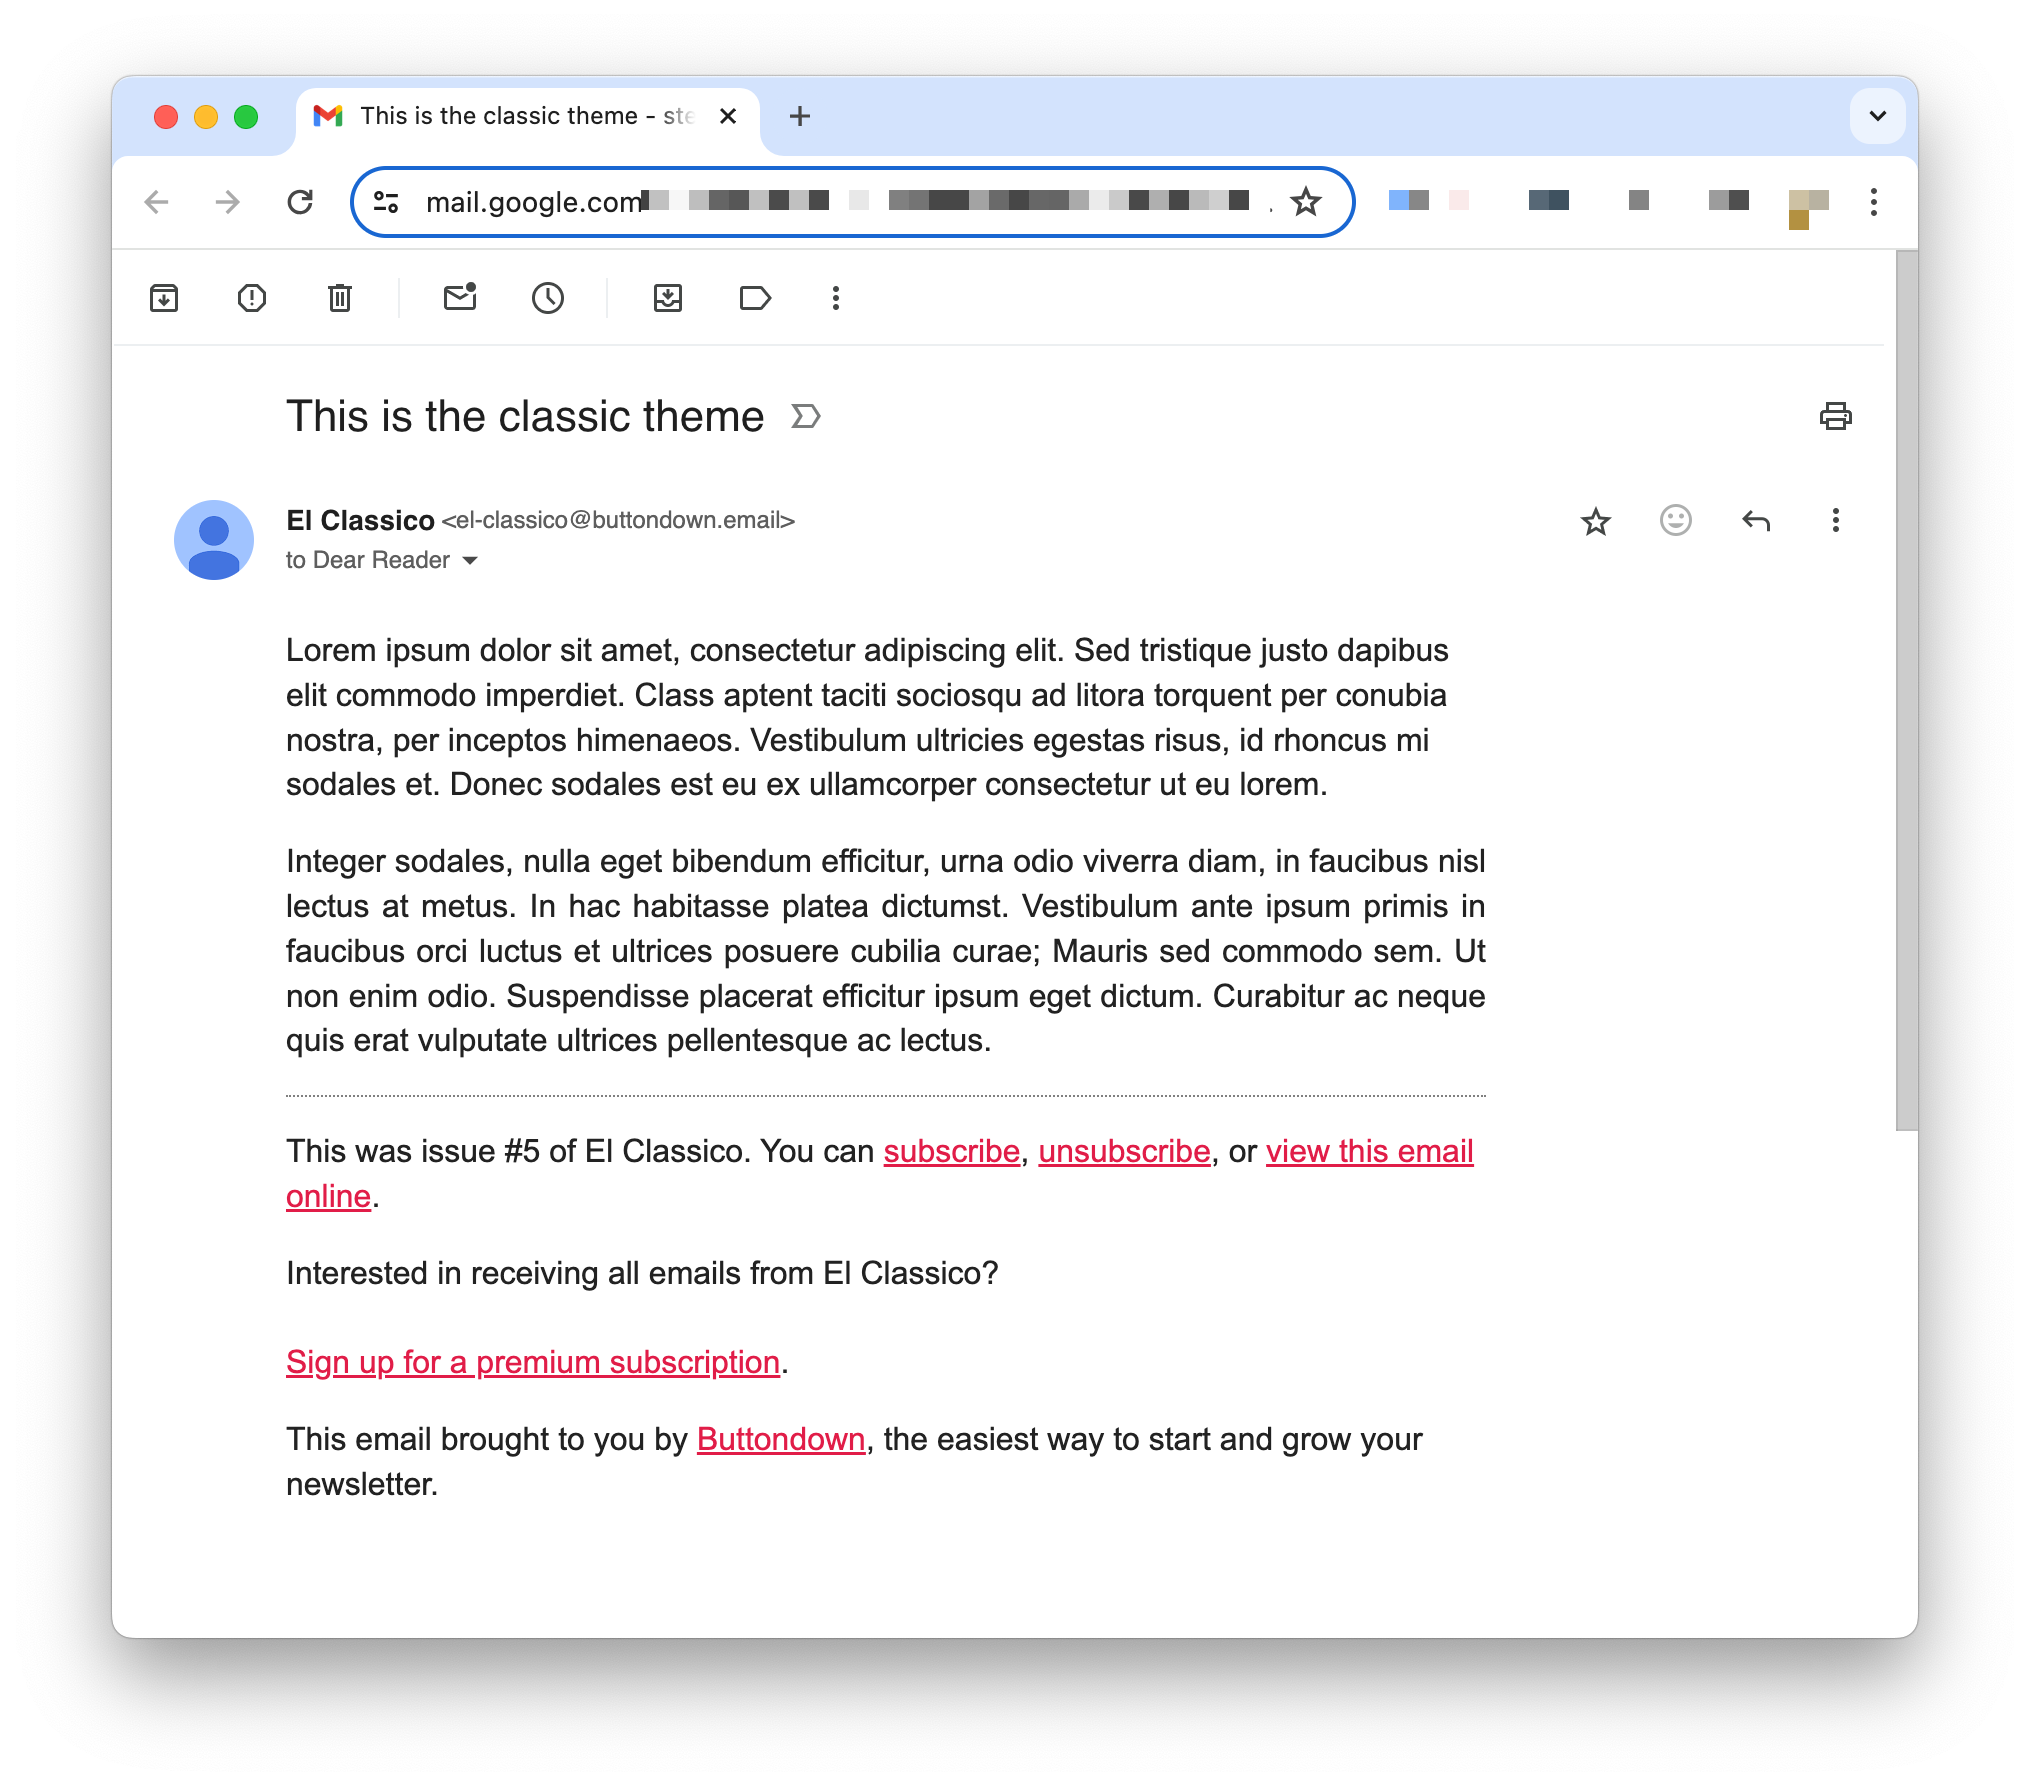 This is the classic theme - ste
mail.google.com
This is the classic theme
El Classico <el-classico@buttondown.email>
to Dear Reader
Lorem ipsum dolor sit amet, consectetur adipiscing elit. Sed tristique justo dapibus
elit commodo imperdiet. Class aptent taciti sociosqu ad litora torquent per conubia
nostra, per inceptos himenaeos. Vestibulum ultricies egestas risus, id rhoncus mi
sodales et. Donec sodales est eu ex ullamcorper consectetur ut eu lorem.
Integer sodales, nulla eget bibendum efficitur, urna odio viverra diam, in faucibus nisl
lectus at metus. In hac habitasse platea dictumst. Vestibulum ante ipsum primis in
faucibus orci luctus et ultrices posuere cubilia curae; Mauris sed commodo sem. Ut
non enim odio. Suspendisse placerat efficitur ipsum eget dictum. Curabitur ac neque
quis erat vulputate ultrices pellentesque ac lectus.
This was issue #5 of El Classico. You can subscribe, unsubscribe, or view this email
online.
Interested in receiving all emails from El Classico?
Sign up for a premium subscription.
This email brought to you by Buttondown, the easiest way to start and grow your
newsletter.